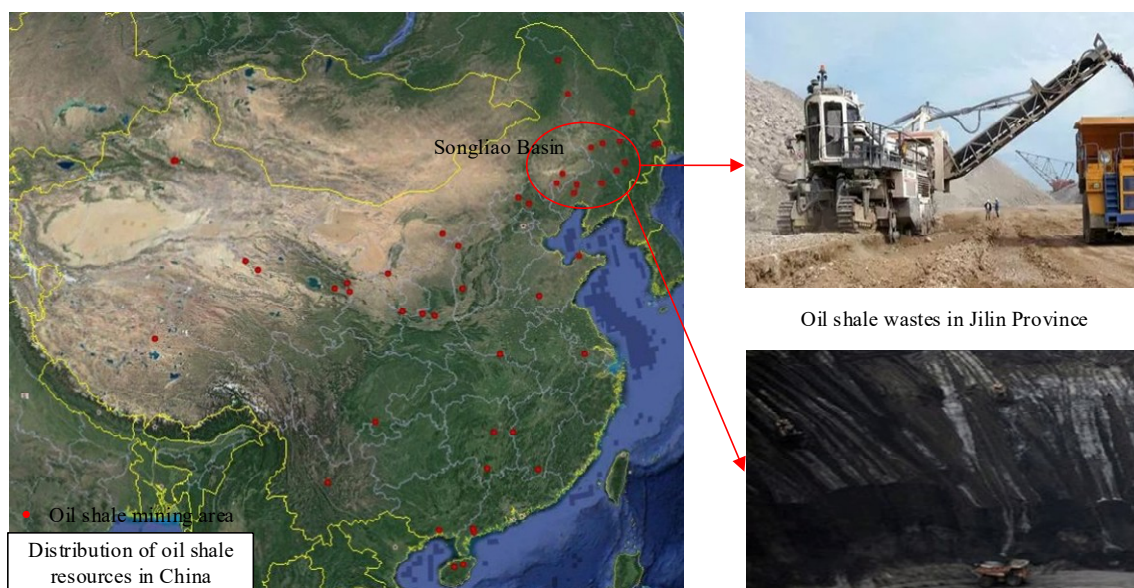 Songliao Basin
Oil shale mining area
Distribution of oil shale
resources in China
Oil shale wastes in Jilin Province